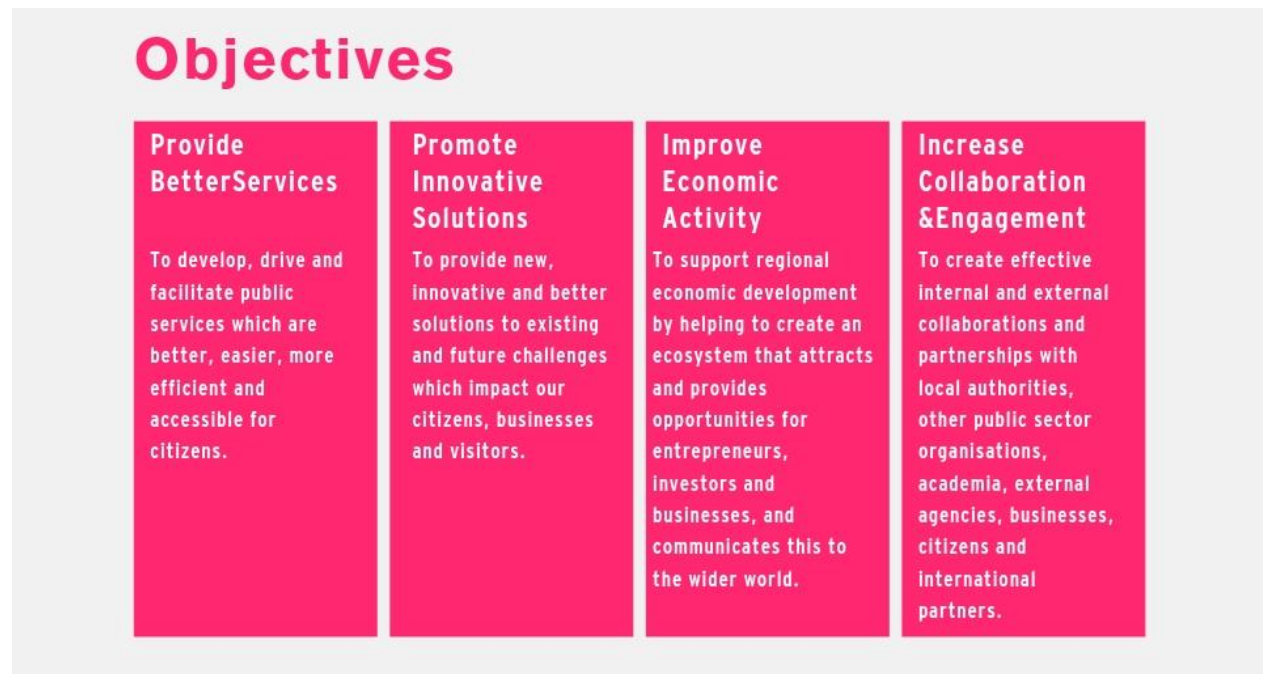 Objectives
Provide
BetterServices
To develop, drive and
facilitate public
services which are
better, easier, more
efficient and
accessible for
citizens.
Promote
Innovative
Solutions
To provide new,
innovative and better
solutions to existing
and future challenges
which impact our
citizens, businesses
and visitors.
Improve
Economic
Activity
To support regional
economic development
by helping to create an
ecosystem that attracts
and provides
opportunities for
entrepreneurs,
investors and
businesses, and
communicates this to
the wider world.
Increase
Collaboration
&Engagement
To create effective
internal and external
collaborations and
partnerships with
local authorities,
other public sector
organisations,
academia, external
agencies, businesses,
citizens and
international
partners.